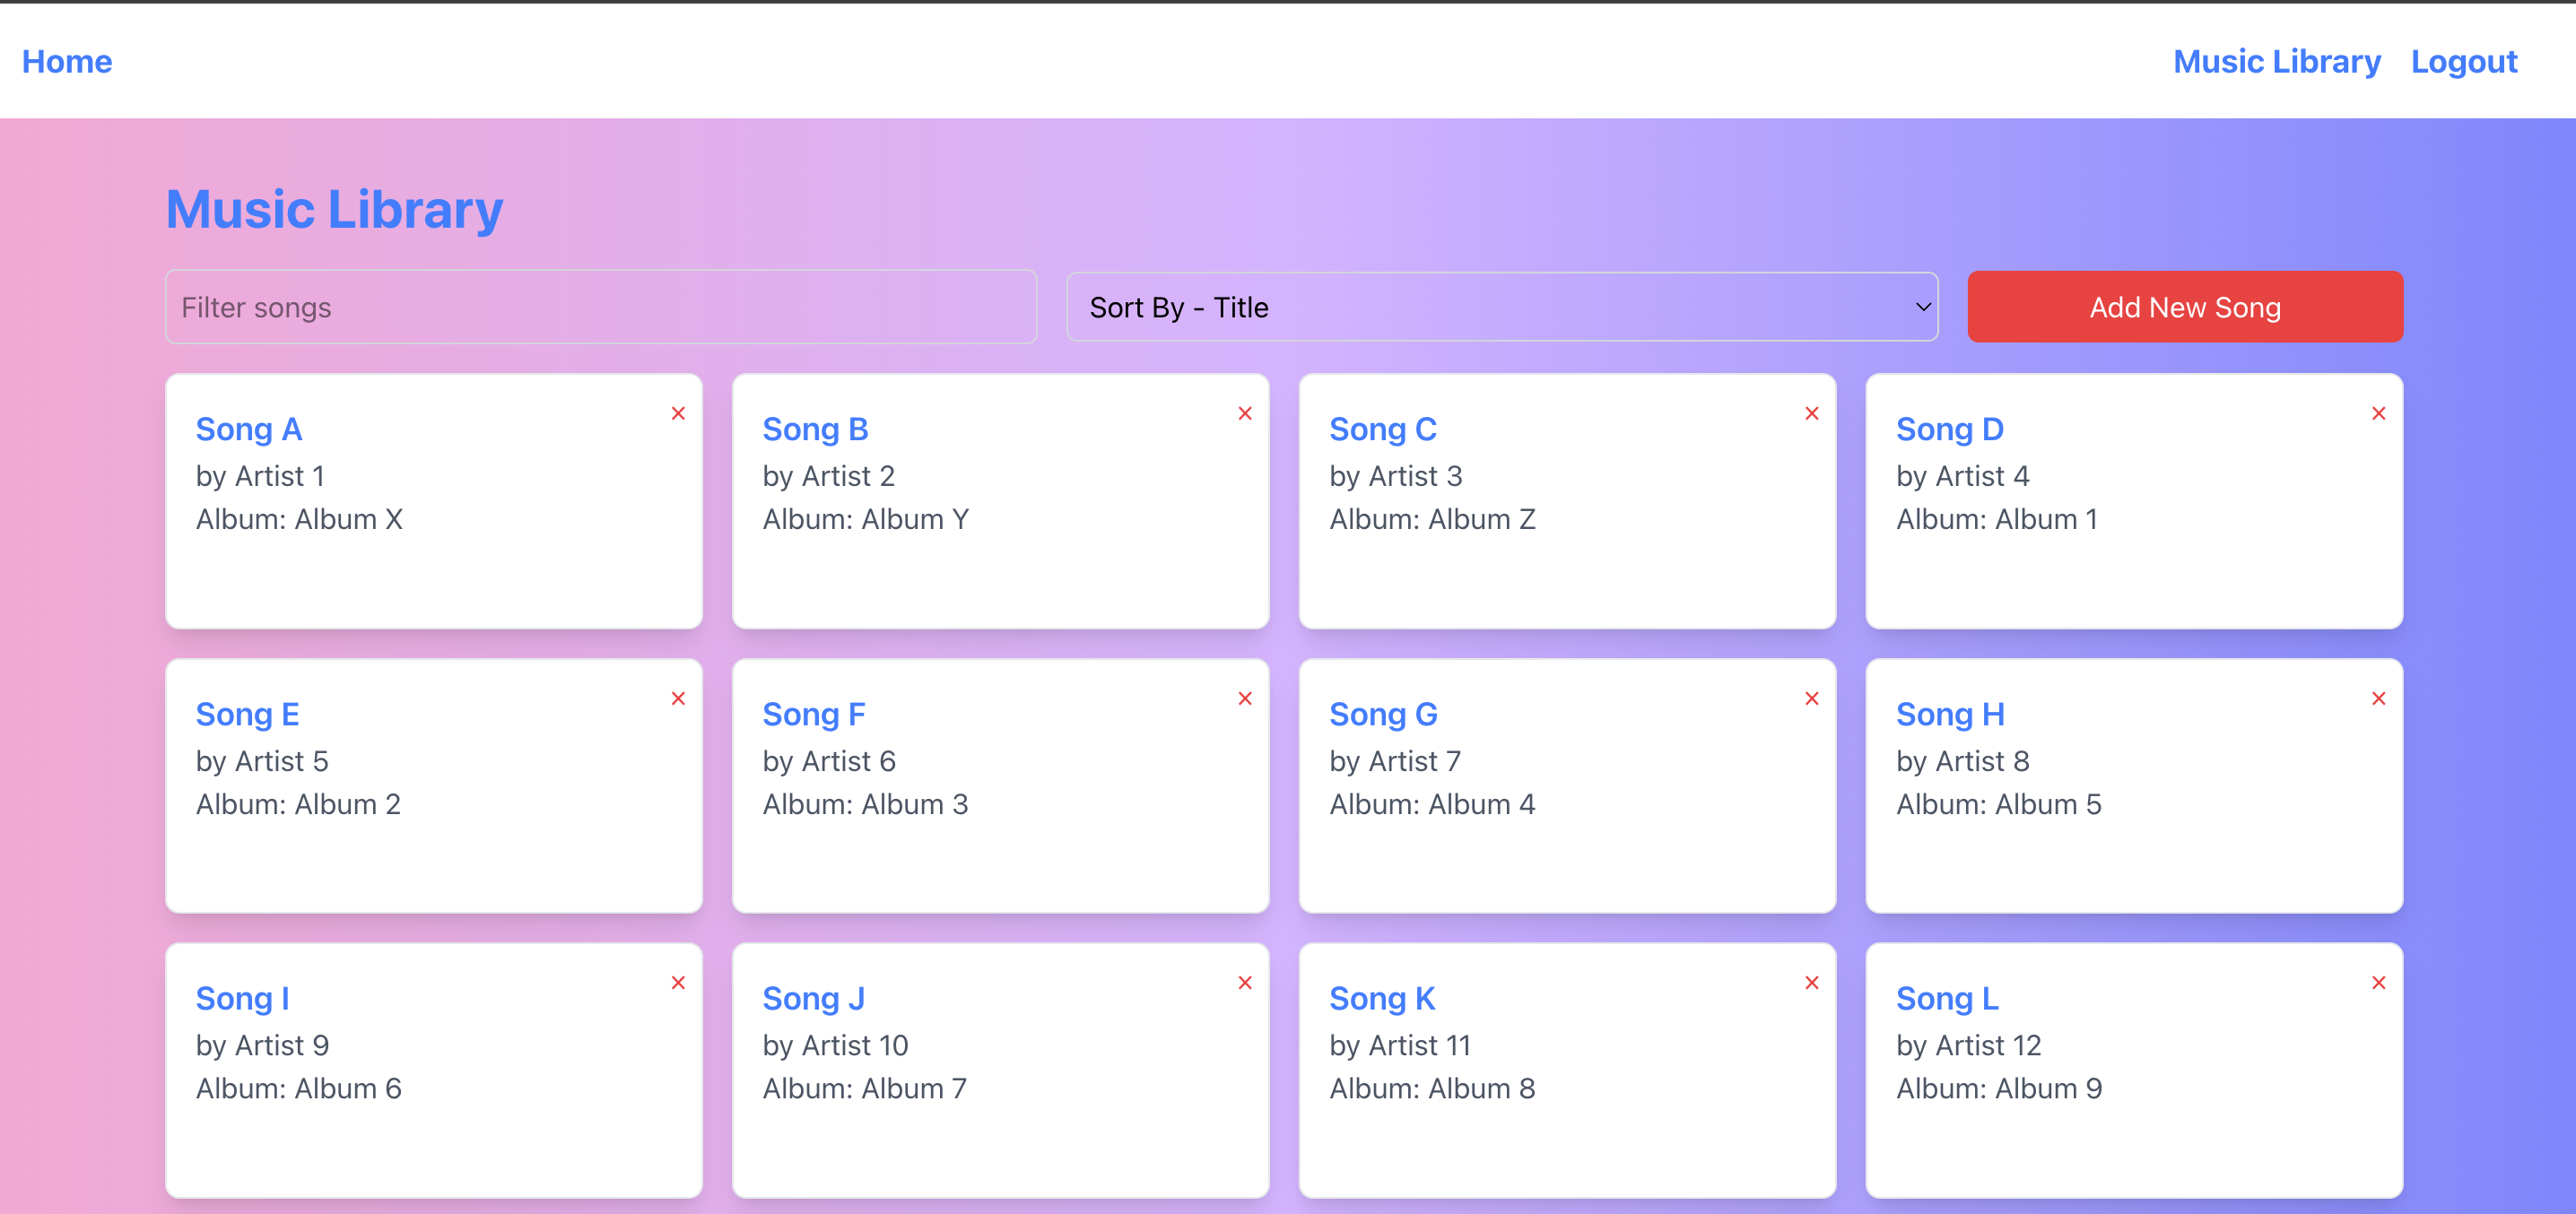 Home
Music Library
Logout
Music Library
Filter songs
Sort By - Title
Add New Song
Song A
by Artist 1
Album: Album X
×
Song B
by Artist 2
Album: Album Y
×
Song C
by Artist 3
Album: Album Z
×
Song D
by Artist 4
Album: Album 1
×
Song E
by Artist 5
Album: Album 2
×
Song F
by Artist 6
Album: Album 3
×
Song G
by Artist 7
Album: Album 4
×
Song H
by Artist 8
Album: Album 5
×
Song I
by Artist 9
Album: Album 6
×
Song J
by Artist 10
Album: Album 7
×
Song K
by Artist 11
Album: Album 8
×
Song L
by Artist 12
Album: Album 9
×